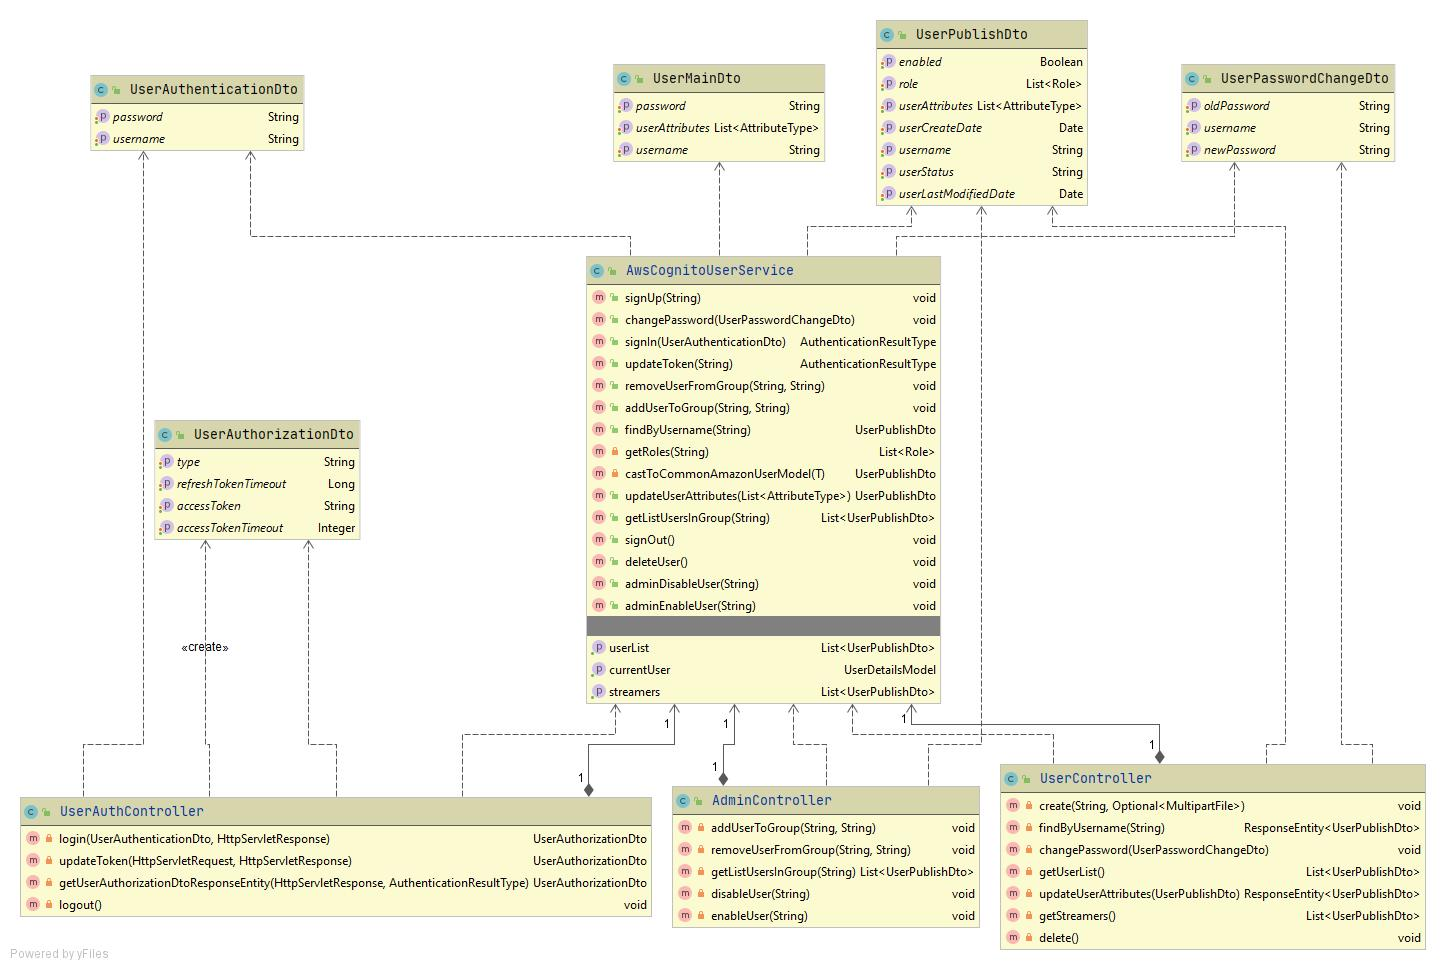 UserPublishDto
enabled Boolean
role List<Role>
userAttributes List<AttributeType>
userCreateDate Date
username String
userStatus String
userLastModifiedDate Date
UserAuthenticationDto
password String
username String
UserMainDto
password String
userAttributes List<AttributeType>
username String
UserPasswordChangeDto
oldPassword String
username String
newPassword String
AwsCognitoUserService
signUp(String) void
changePassword(UserPasswordChangeDto) void
signIn(UserAuthenticationDto) AuthenticationResultType
updateToken(String) AuthenticationResultType
removeUserFromGroup(String, String) void
addUserToGroup(String, String) void
findByUsername(String) UserPublishDto
getRoles(String) List<Role>
castToCommonAmazonUserModel(T) UserPublishDto
updateUserAttributes(List<AttributeType>) UserPublishDto
getListUsersInGroup(String) List<UserPublishDto>
signOut() void
deleteUser() void
adminDisableUser(String) void
adminEnableUser(String) void
userList List<UserPublishDto>
currentUser UserDetailsModel
streamers List<UserPublishDto>
UserAuthorizationDto
type String
refreshTokenTimeout Long
accessToken String
accessTokenTimeout Integer
«create»
1
1
1
1
1
1
UserAuthController
login(UserAuthenticationDto, HttpServletResponse) UserAuthorizationDto
updateToken(HttpServletRequest, HttpServletResponse) UserAuthorizationDto
getUserAuthorizationDtoResponseEntity(HttpServletResponse, AuthenticationResultType) UserAuthorizationDto
logout() void
AdminController
addUserToGroup(String, String) void
removeUserFromGroup(String, String) void
getListUsersInGroup(String) List<UserPublishDto>
disableUser(String) void
enableUser(String) void
UserController
create(String, Optional<MultipartFile>) void
findByUsername(String) ResponseEntity<UserPublishDto>
changePassword(UserPasswordChangeDto) void
getUserList() List<UserPublishDto>
updateUserAttributes(UserPublishDto) ResponseEntity<UserPublishDto>
getStreamers() List<UserPublishDto>
delete() void
Powered by yFiles